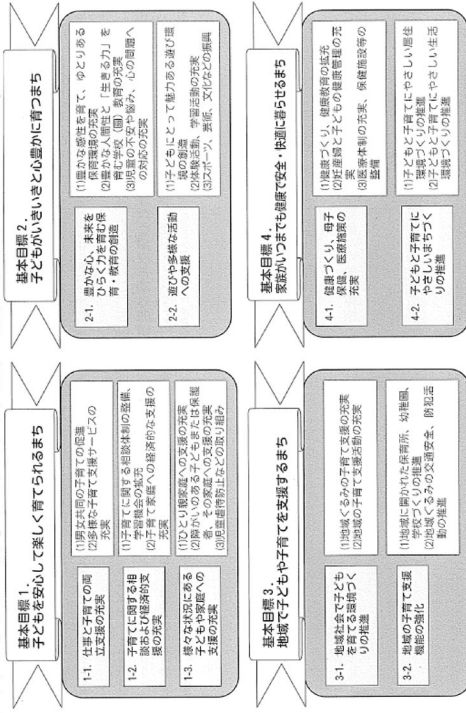 基本目標1.
子どもを安心して楽しく育てられるまち
1-1. 仕事と子育ての両
立支援の充実
(1)男女共同の子育ての促進
(2)多様な子育て支援サービスの
充実
1-2. 子育てに関する相
談および経済的支
援の充実
(1)子育てに関する相談体制の整備、
学習機会の拡充
(2)子育て家庭への経済的な支援の
充実
1-3. 様々な状況にある
子どもや家庭への
支援の充実
(1)ひとり親家庭への支援の充実
(2)障がいのある子どもまたは保護
者、その家庭への支援の充実
(3)児童虐待防止などの取り組み
基本目標2.
子どもがいきいきと心豊かに育つまち
2-1. 豊かな心、未来を
ひらく力を育む保
育・教育の創造
(1)豊かな感性を育て、ゆとりある
保育環境の充実
(2)豊かな人間性と「生きる力」を
育む学校(園)教育の充実
(3)児童の不安や悩み、心の問題へ
の対応の充実
2-2. 遊びや多様な活動
への支援
(1)子どもにとって魅力ある遊び環
境の創造
(2)体験活動、学習活動の充実
(3)スポーツ、芸術、文化などの振興
基本目標3.
地域で子どもや子育てを支援するまち
3-1. 地域社会で子ども
を育てる環境づく
りの推進
(1)地域ぐるみの子育て支援の充実
(2)地域の子育て支援活動の充実
3-2. 地域の子育て支援
機能の強化
(1)地域に開かれた保育所、幼稚園、
学校づくりの推進
(2)地域ぐるみの交通安全、防犯活
動の推進
基本目標4.
家族がいつまでも健康で安全・快適に暮らせるまち
4-1. 健康づくり、母子
保健、医療施策の
充実
(1)健康づくり、健康教育の拡充
(2)妊産婦と子どもの健康管理の充
実
(3)医療体制の充実、保健施設等の
整備
4-2. 子どもと子育てに
やさしいまちづく
りの推進
(1)子どもと子育てにやさしい居住
環境づくりの推進
(2)子どもと子育てにやさしい生活
環境づくりの推進